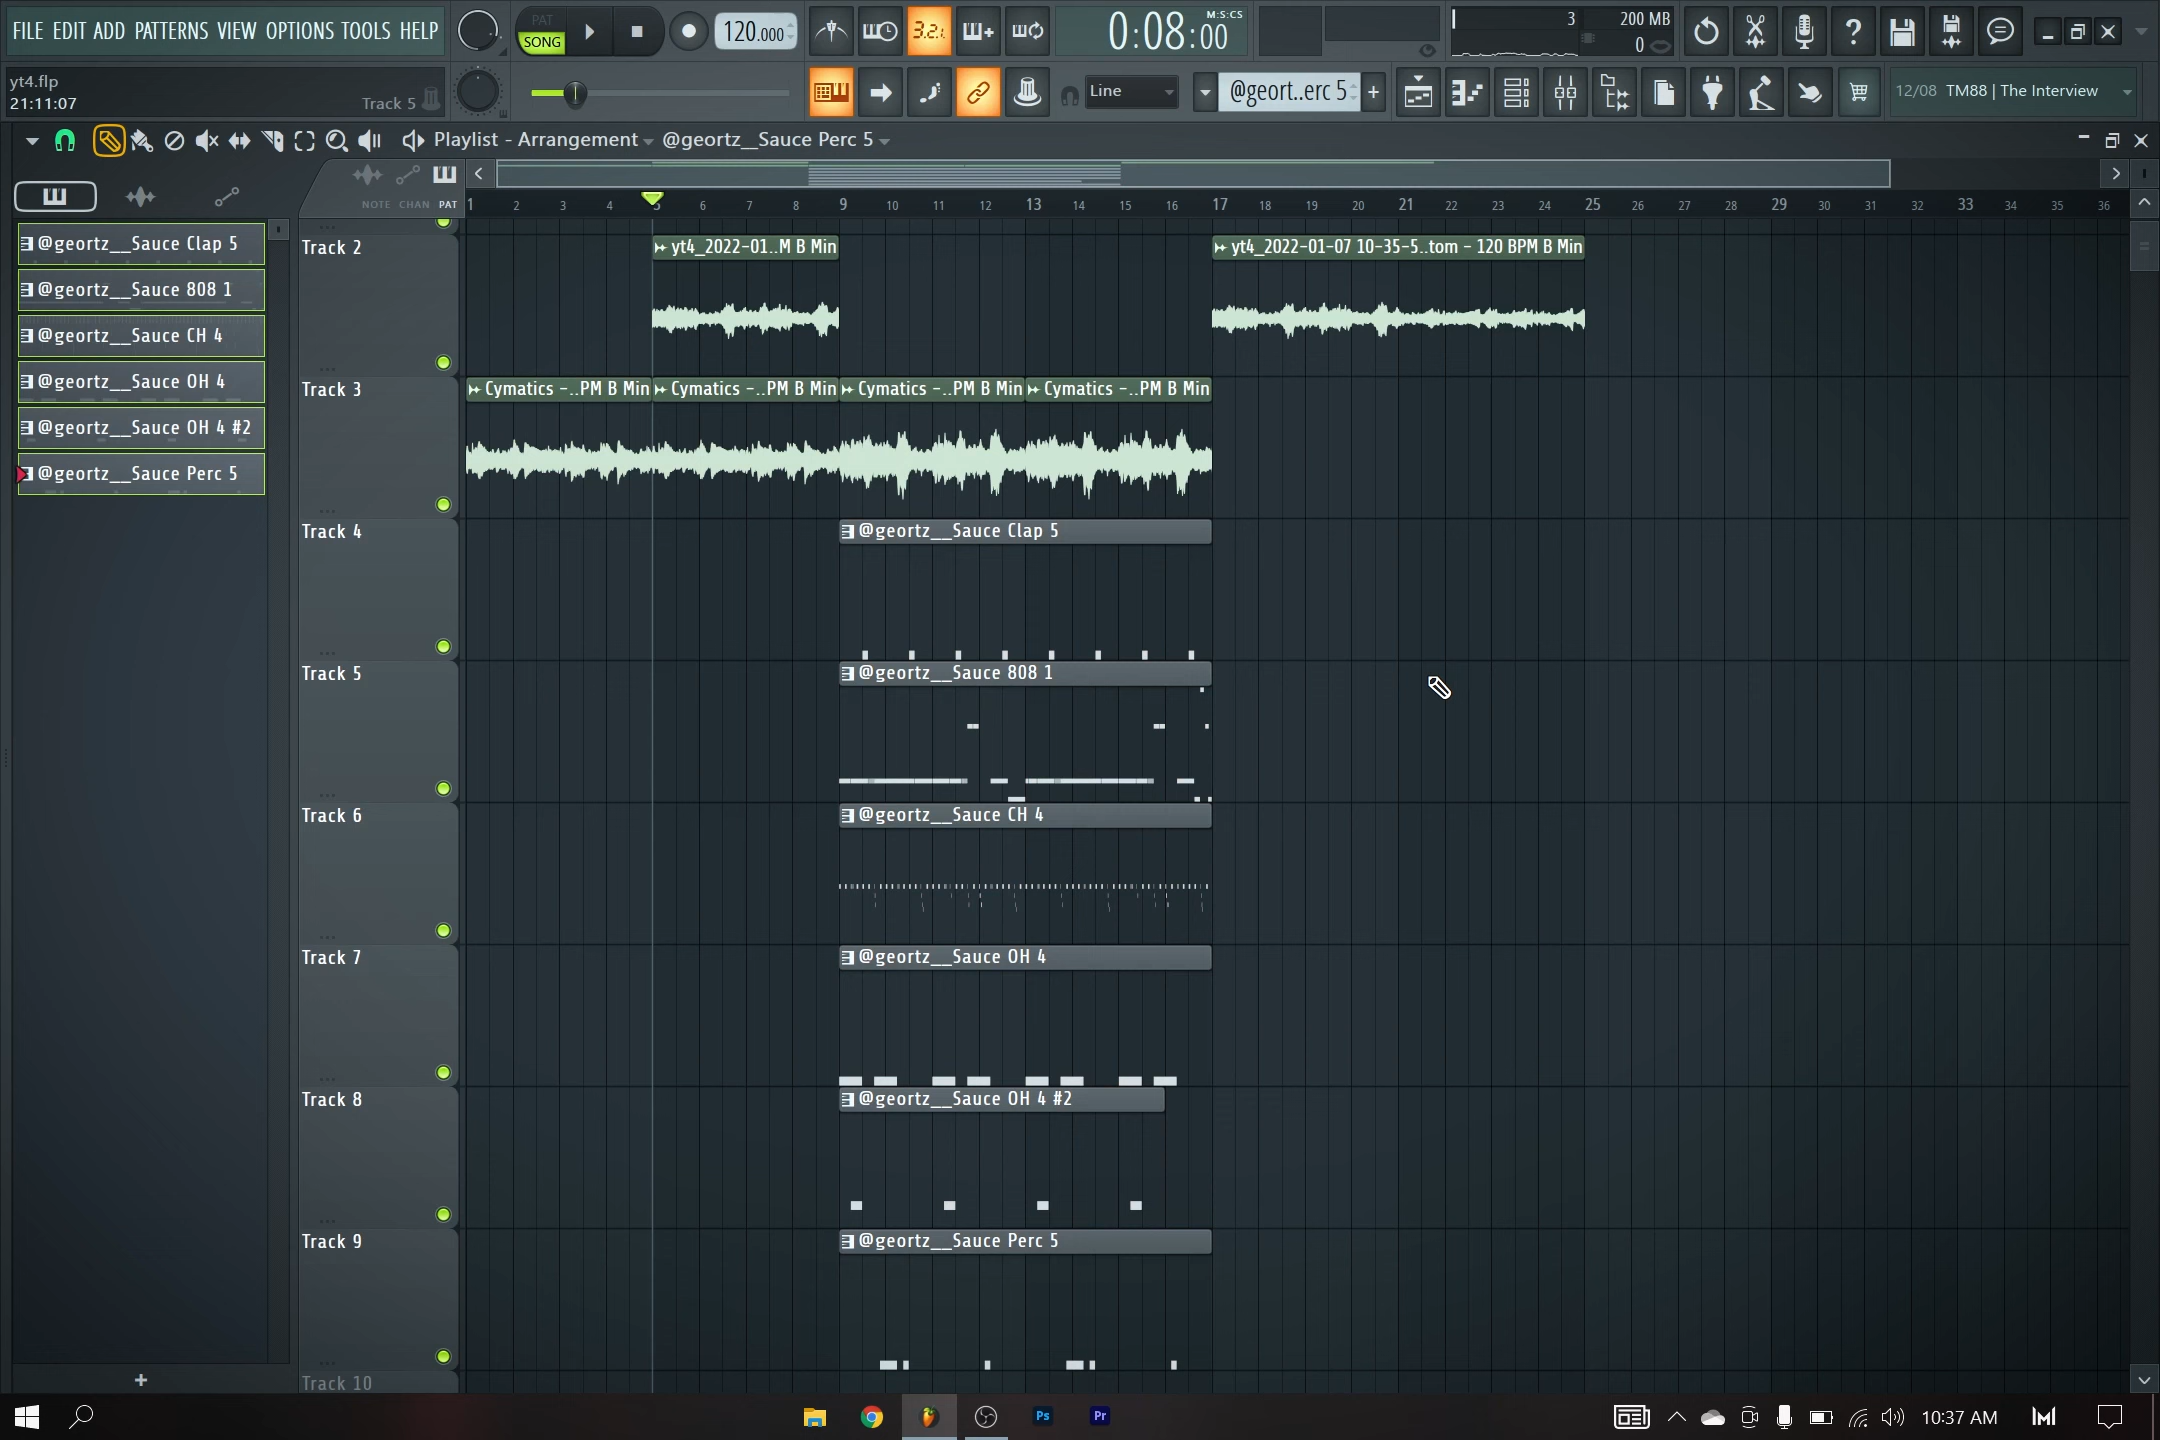 FILE EDIT ADD PATTERNS VIEW OPTIONS TOOLS HELP
PAT
SONG
120.000
3.2.1
0:08:00
M:S:CS
3
200 MB
0
yt4.flp
21:11:07
Track 5
Line
@geort..erc 5
+
12/08 TM88 | The Interview
Playlist - Arrangement
@geortz__Sauce Perc 5
NOTE CHAN PAT
1 2 3 4 5 6 7 8 9 10 11 12 13 14 15 16 17 18 19 20 21 22 23 24 25 26 27 28 29 30 31 32 33 34 35 36
@geortz__Sauce Clap 5
@geortz__Sauce 808 1
@geortz__Sauce CH 4
@geortz__Sauce OH 4
@geortz__Sauce OH 4 #2
@geortz__Sauce Perc 5
+
Track 2
yt4_2022-01..M B Min
yt4_2022-01-07 10-35-5..tom - 120 BPM B Min
Track 3
Cymatics -..PM B Min
Cymatics -..PM B Min
Cymatics -..PM B Min
Cymatics -..PM B Min
Track 4
@geortz__Sauce Clap 5
Track 5
@geortz__Sauce 808 1
Track 6
@geortz__Sauce CH 4
Track 7
@geortz__Sauce OH 4
Track 8
@geortz__Sauce OH 4 #2
Track 9
@geortz__Sauce Perc 5
Track 10
Ps
Pr
10:37 AM